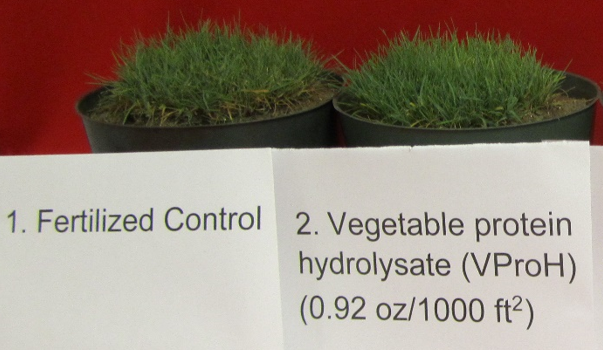 1. Fertilized Control
2. Vegetable protein
hydrolysate (VProH)
(0.92 oz/1000 ft²)